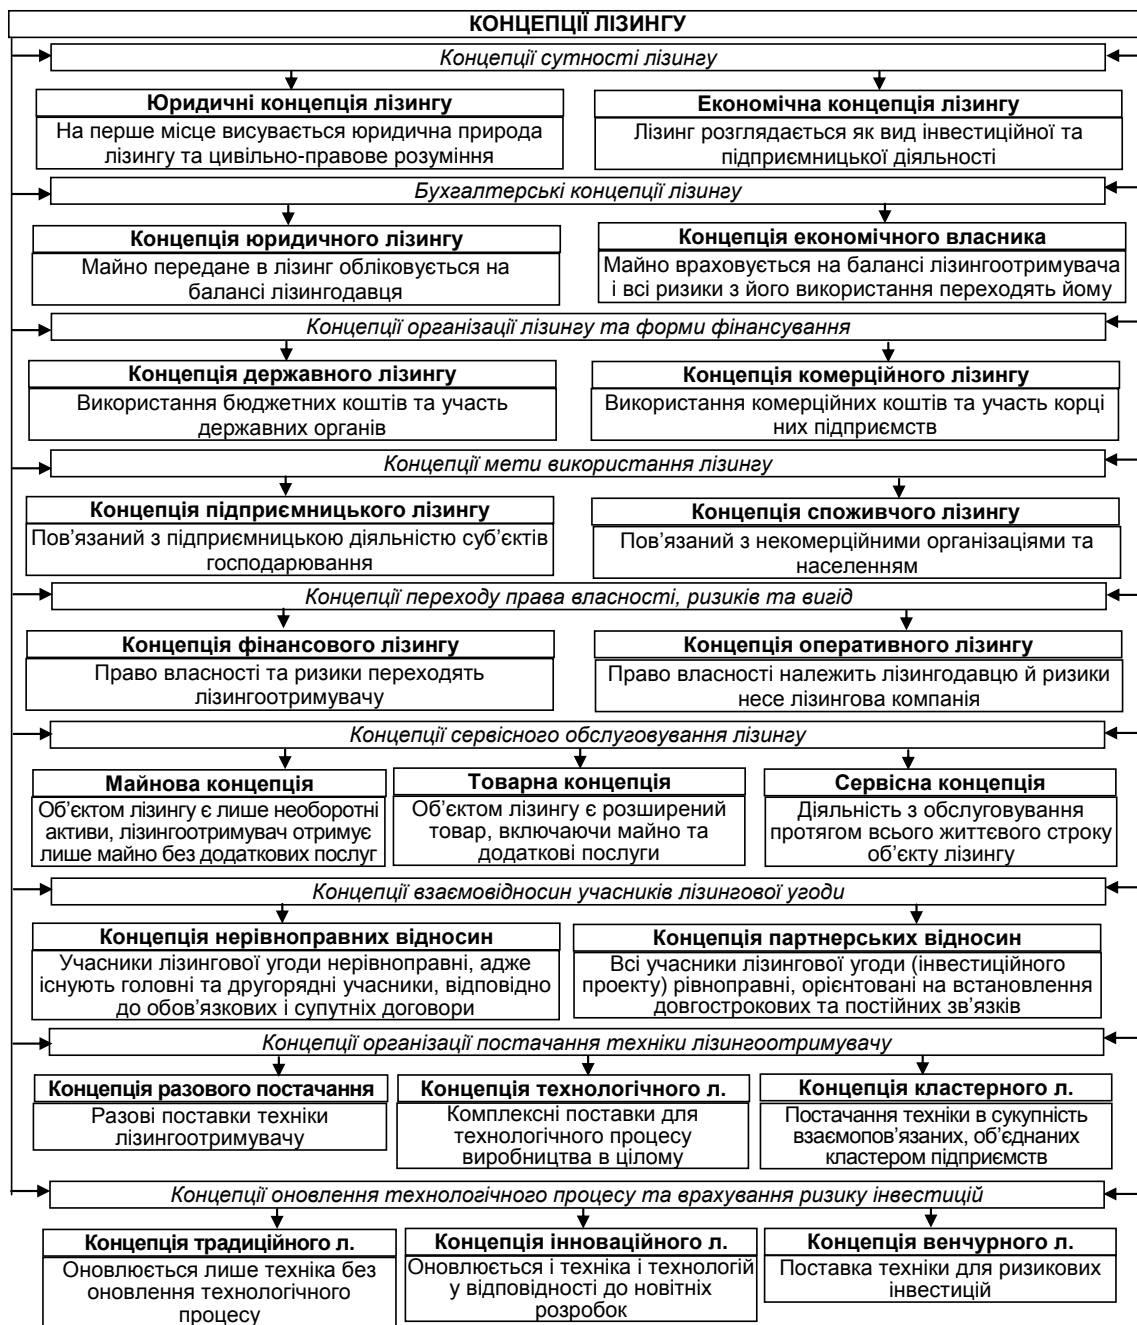 КОНЦЕПЦІЇ ЛІЗИНГУ
Концепції сутності лізингу
Юридичні концепція лізингу
На перше місце висувається юридична природа
лізингу та цивільно-правове розуміння
Економічна концепція лізингу
Лізинг розглядається як вид інвестиційної та
підприємницької діяльності
Бухгалтерські концепції лізингу
Концепція юридичного лізингу
Майно передане в лізинг обліковується на
балансі лізингодавця
Концепція економічного власника
Майно враховується на балансі лізингоотримувача
і всі ризики з його використання переходять йому
Концепції організації лізингу та форми фінансування
Концепція державного лізингу
Використання бюджетних коштів та участь
державних органів
Концепція комерційного лізингу
Використання комерційних коштів та участь корці
них підприємств
Концепції мети використання лізингу
Концепція підприємницького лізингу
Пов’язаний з підприємницькою діяльністю суб’єктів
господарювання
Концепція споживчого лізингу
Пов’язаний з некомерційними організаціями та
населенням
Концепції переходу права власності, ризиків та вигід
Концепція фінансового лізингу
Право власності та ризики переходять
лізингоотримувачу
Концепція оперативного лізингу
Право власності належить лізингодавцю й ризики
несе лізингова компанія
Концепції сервісного обслуговування лізингу
Майнова концепція
Об’єктом лізингу є лише необоротні
активи, лізингоотримувач отримує
лише майно без додаткових послуг
Товарна концепція
Об’єктом лізингу є розширений
товар, включаючи майно та
додаткові послуги
Сервісна концепція
Діяльність з обслуговування
протягом всього життєвого строку
об’єкту лізингу
Концепції взаємовідносин учасників лізингової угоди
Концепція нерівноправних відносин
Учасники лізингової угоди нерівноправні, адже
існують головні та другорядні учасники, відповідно
до обов’язкових і супутніх договори
Концепція партнерських відносин
Всі учасники лізингової угоди (інвестиційного
проекту) рівноправні, орієнтовані на встановлення
довгострокових та постійних зв’язків
Концепції організації постачання техніки лізингоотримувачу
Концепція разового постачання
Разові поставки техніки
лізингоотримувачу
Концепція технологічного л.
Комплексні поставки для
технологічного процесу
виробництва в цілому
Концепція кластерного л.
Постачання техніки в сукупність
взаємопов’язаних, об’єднаних
кластером підприємств
Концепції оновлення технологічного процесу та врахування ризику інвестицій
Концепція традиційного л.
Оновлюється лише техніка без
оновлення технологічного
процесу
Концепція інноваційного л.
Оновлюється і техніка і технологій
у відповідності до новітніх
розробок
Концепція венчурного л.
Поставка техніки для ризикових
інвестицій